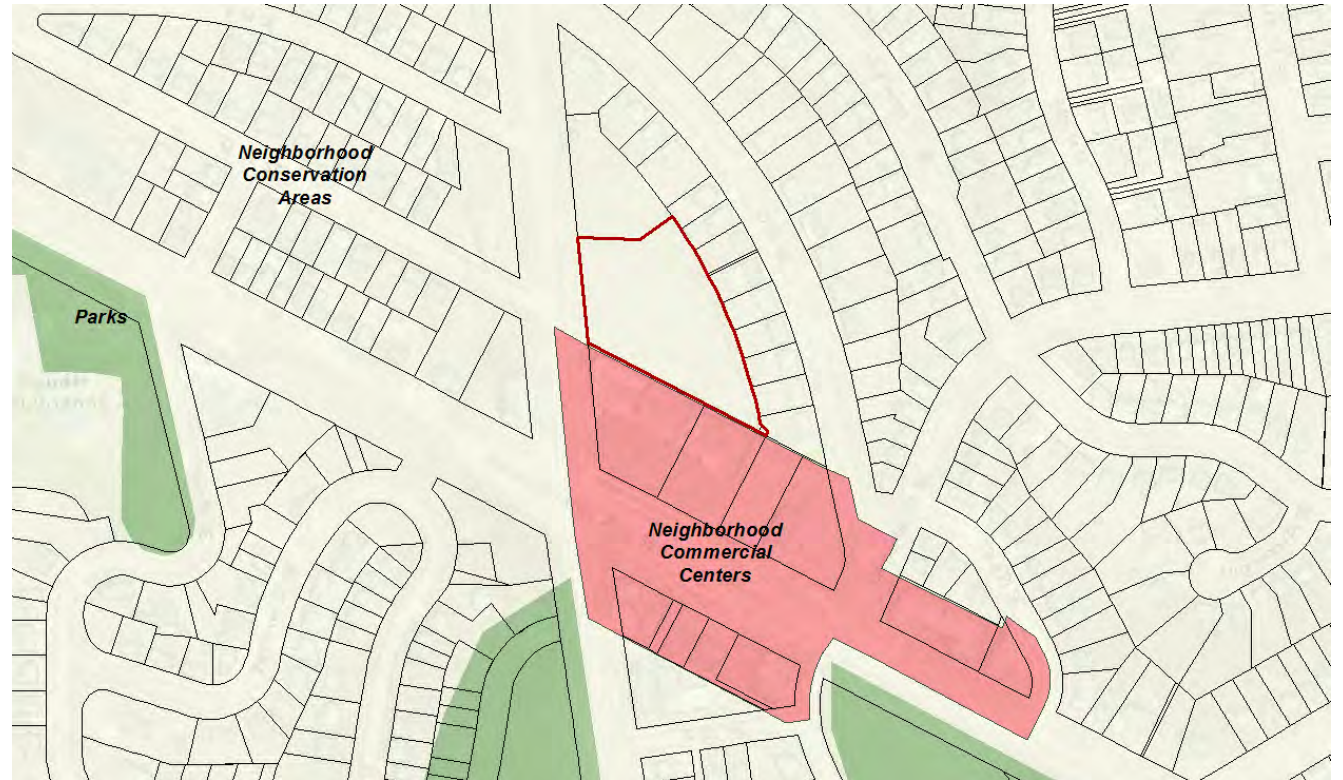 Neighborhood
Conservation
Areas
Parks
Neighborhood
Commercial
Centers